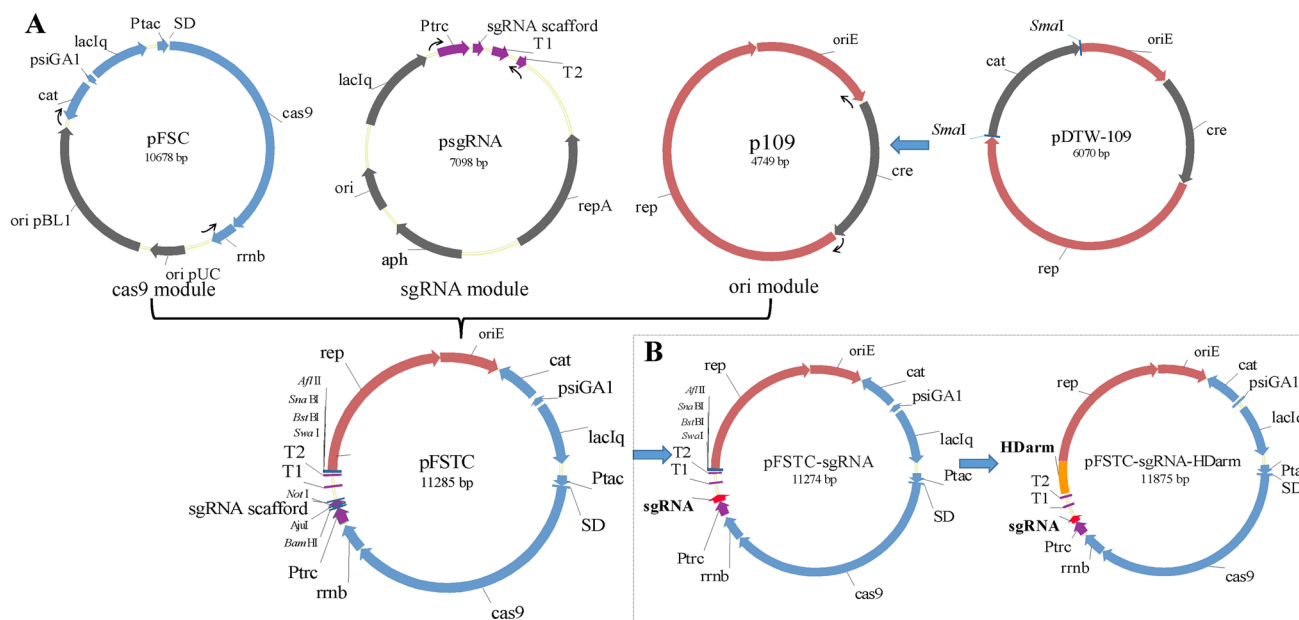 A
Ptac
SD
lacIq
psiGA1
cat
cas9
pFSC
10678 bp
ori pBL1
rrnb
ori pUC
cas9 module
Ptrc
sgRNA scafford
T1
T2
lacIq
psgRNA
7098 bp
ori
repA
aph
sgRNA module
oriE
p109
4749 bp
cre
rep
ori module
SmaI
oriE
cat
SmaI
pDTW-109
6070 bp
cre
rep
oriE
rep
cat
psiGA1
AflII
SnaBI
BstBI
SwaI
lacIq
T2
T1
pFSTC
11285 bp
NotI
sgRNA scafford
AjuI
BamHI
Ptac
SD
Ptrc
rrnb
cas9
B
oriE
rep
cat
psiGA1
AflII
SnaBI
BstBI
SwaI
lacIq
T2
T1
pFSTC-sgRNA
11274 bp
Ptac
sgRNA
SD
Ptrc
rrnb
cas9
oriE
cat
rep
psiGA1
lacIq
HDarm
pFSTC-sgRNA-HDarm
11875 bp
T2
T1
Pta
SD
sgRNA
Ptrc
rrnb
cas9